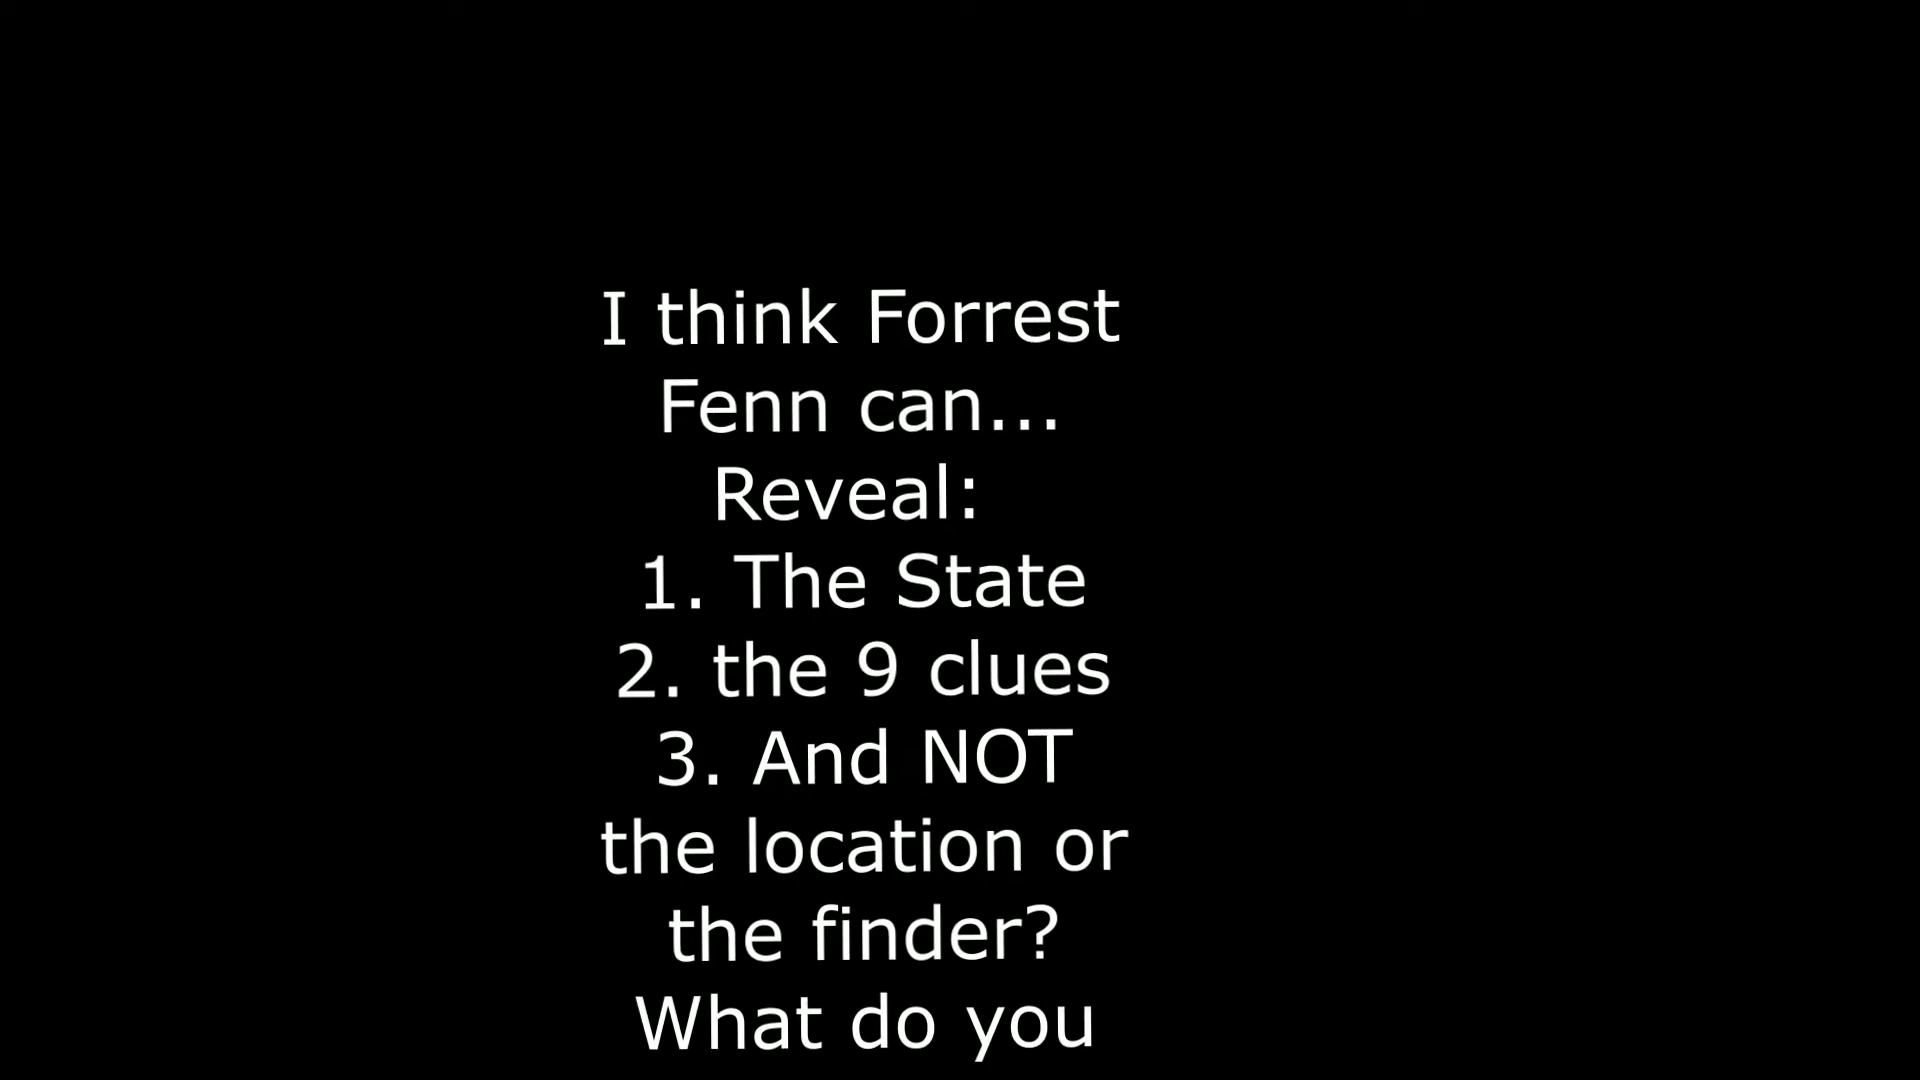 I think Forrest
Fenn can...
Reveal:
1. The State
2. the 9 clues
3. And NOT
the location or
the finder?
What do you